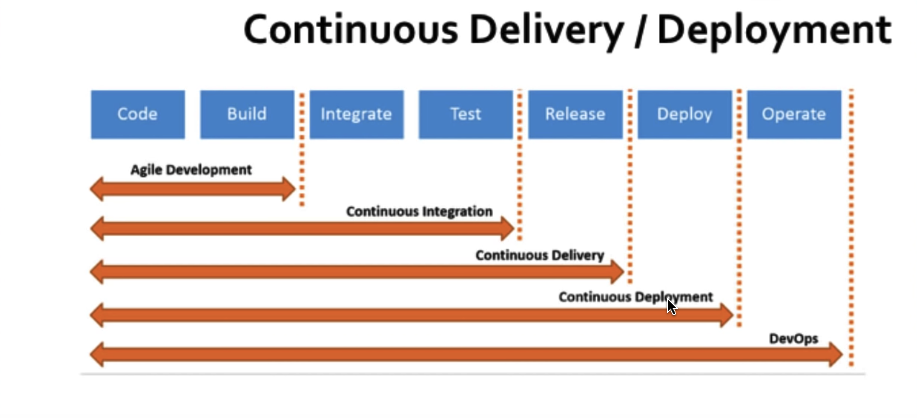 Continuous Delivery / Deployment
Code Build Integrate Test Release Deploy Operate
Agile Development
Continuous Integration
Continuous Delivery
Continuous Deployment
DevOps